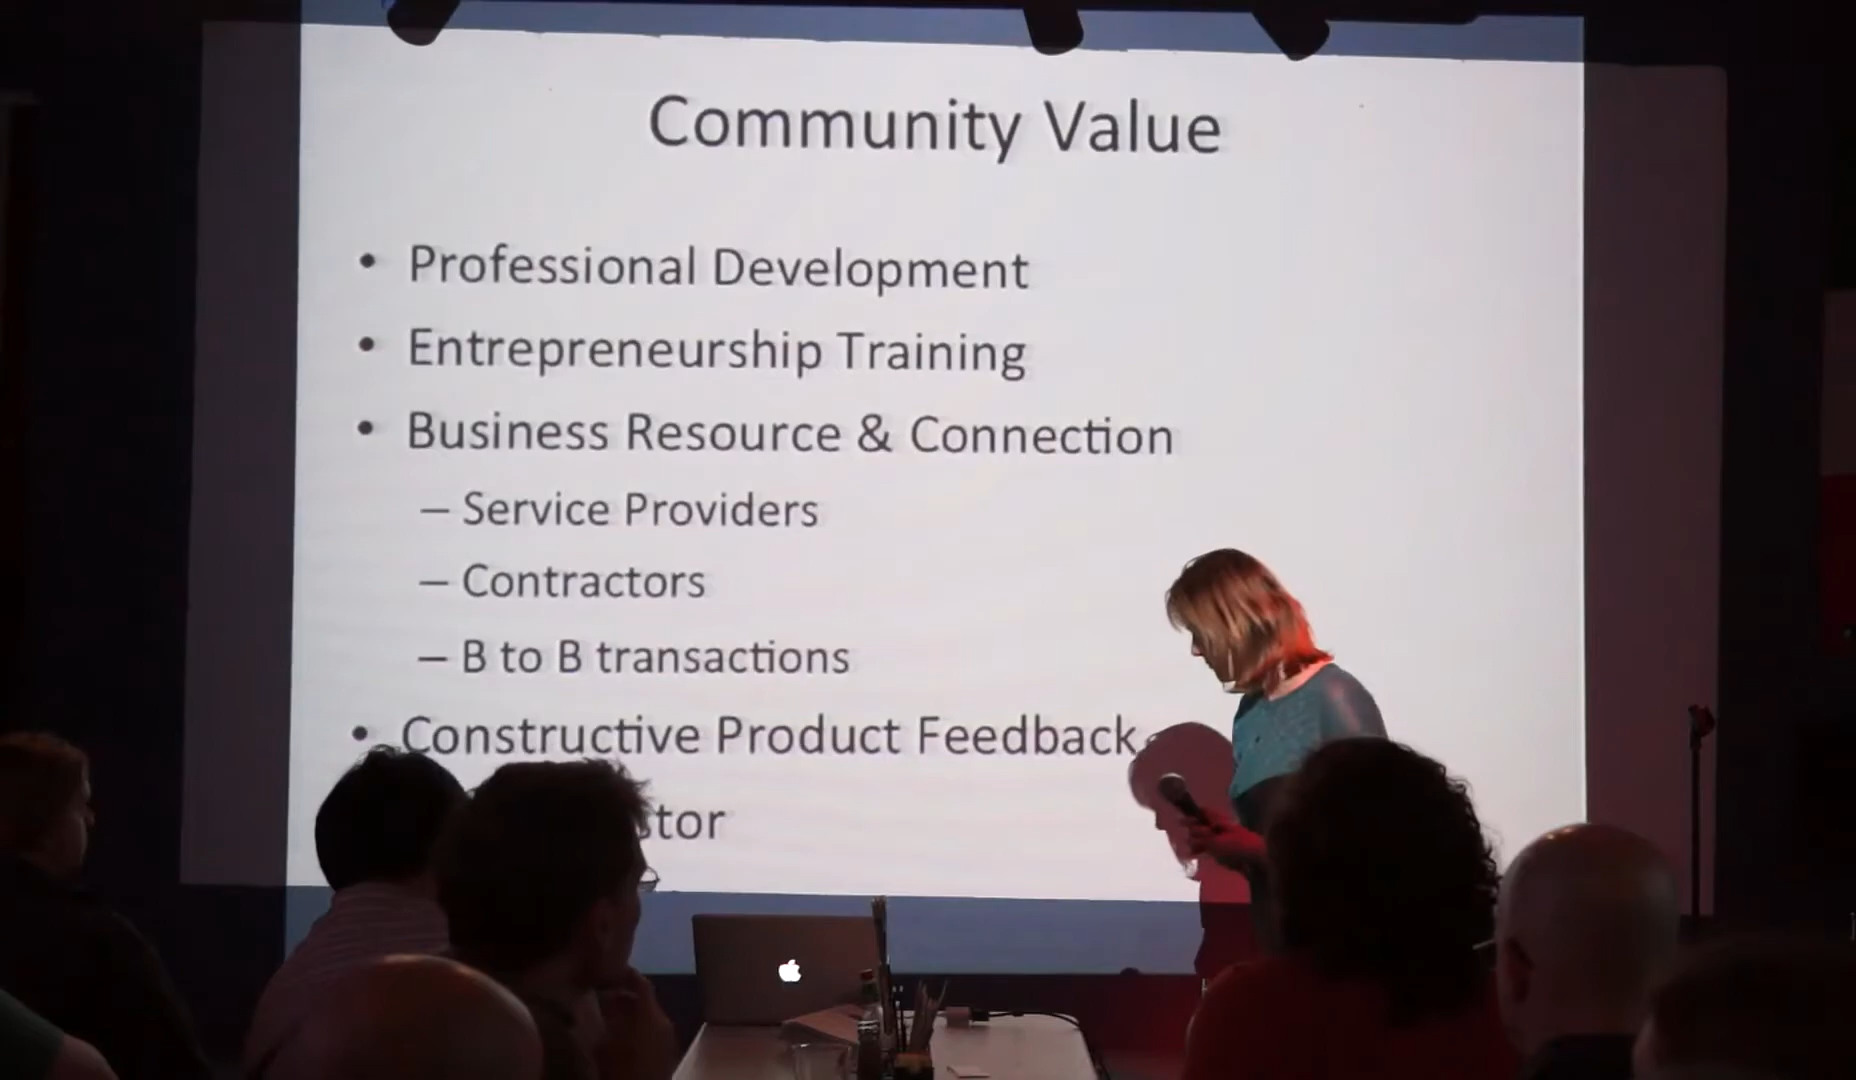 Community Value
• Professional Development
• Entrepreneurship Training
• Business Resource & Connection
– Service Providers
– Contractors
– B to B transactions
• Constructive Product Feedback